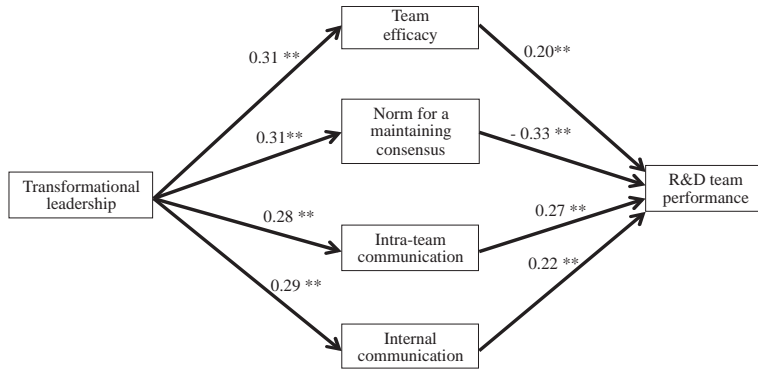 Team
efficacy
0.31 **
0.20**
Norm for a
maintaining
consensus
0.31**
- 0.33 **
Transformational
leadership
R&D team
performance
0.28 **
0.27 **
Intra-team
communication
0.29 **
0.22 **
Internal
communication